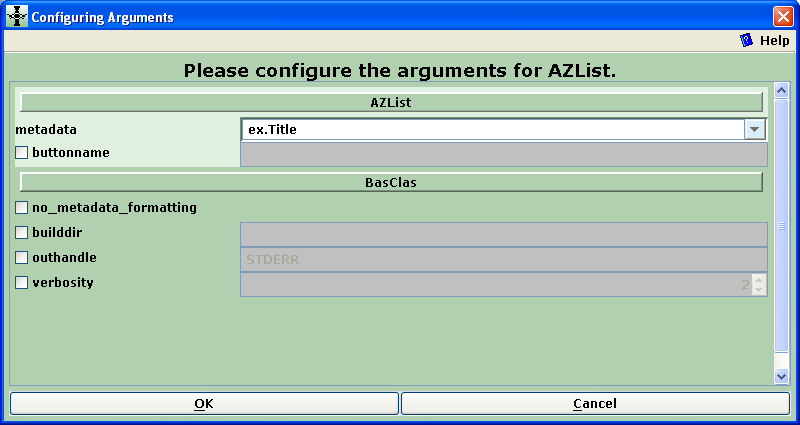 Configuring Arguments
Help
Please configure the arguments for AZList.
AZList
metadata ex.Title
buttonname
BasClas
no_metadata_formatting
builddir
outhandle STDERR
verbosity 2
OK Cancel